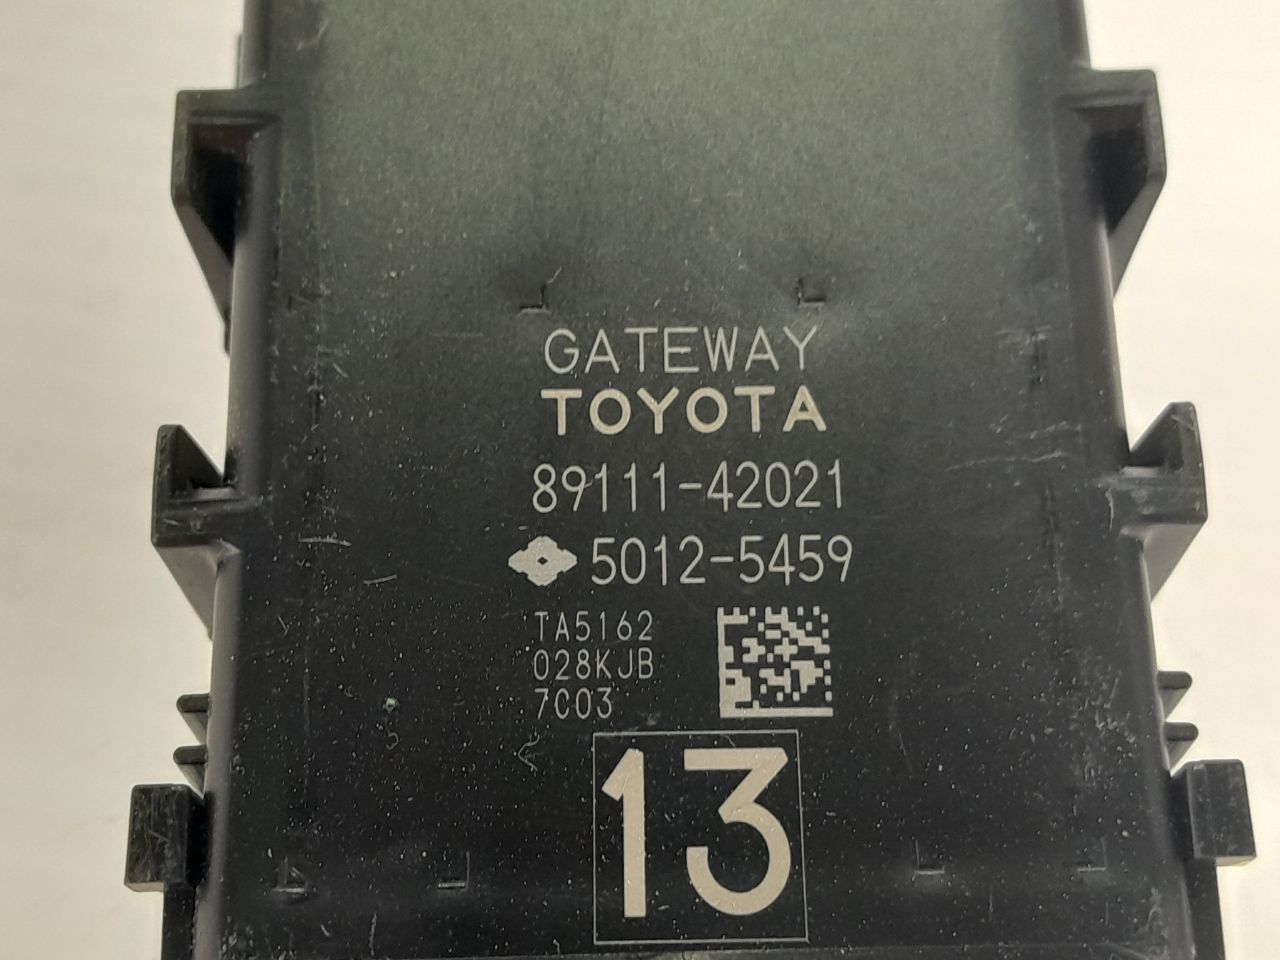 GATEWAY
TOYOTA
89111-42021
5012-5459
TA5162
028KJB
7C03
13